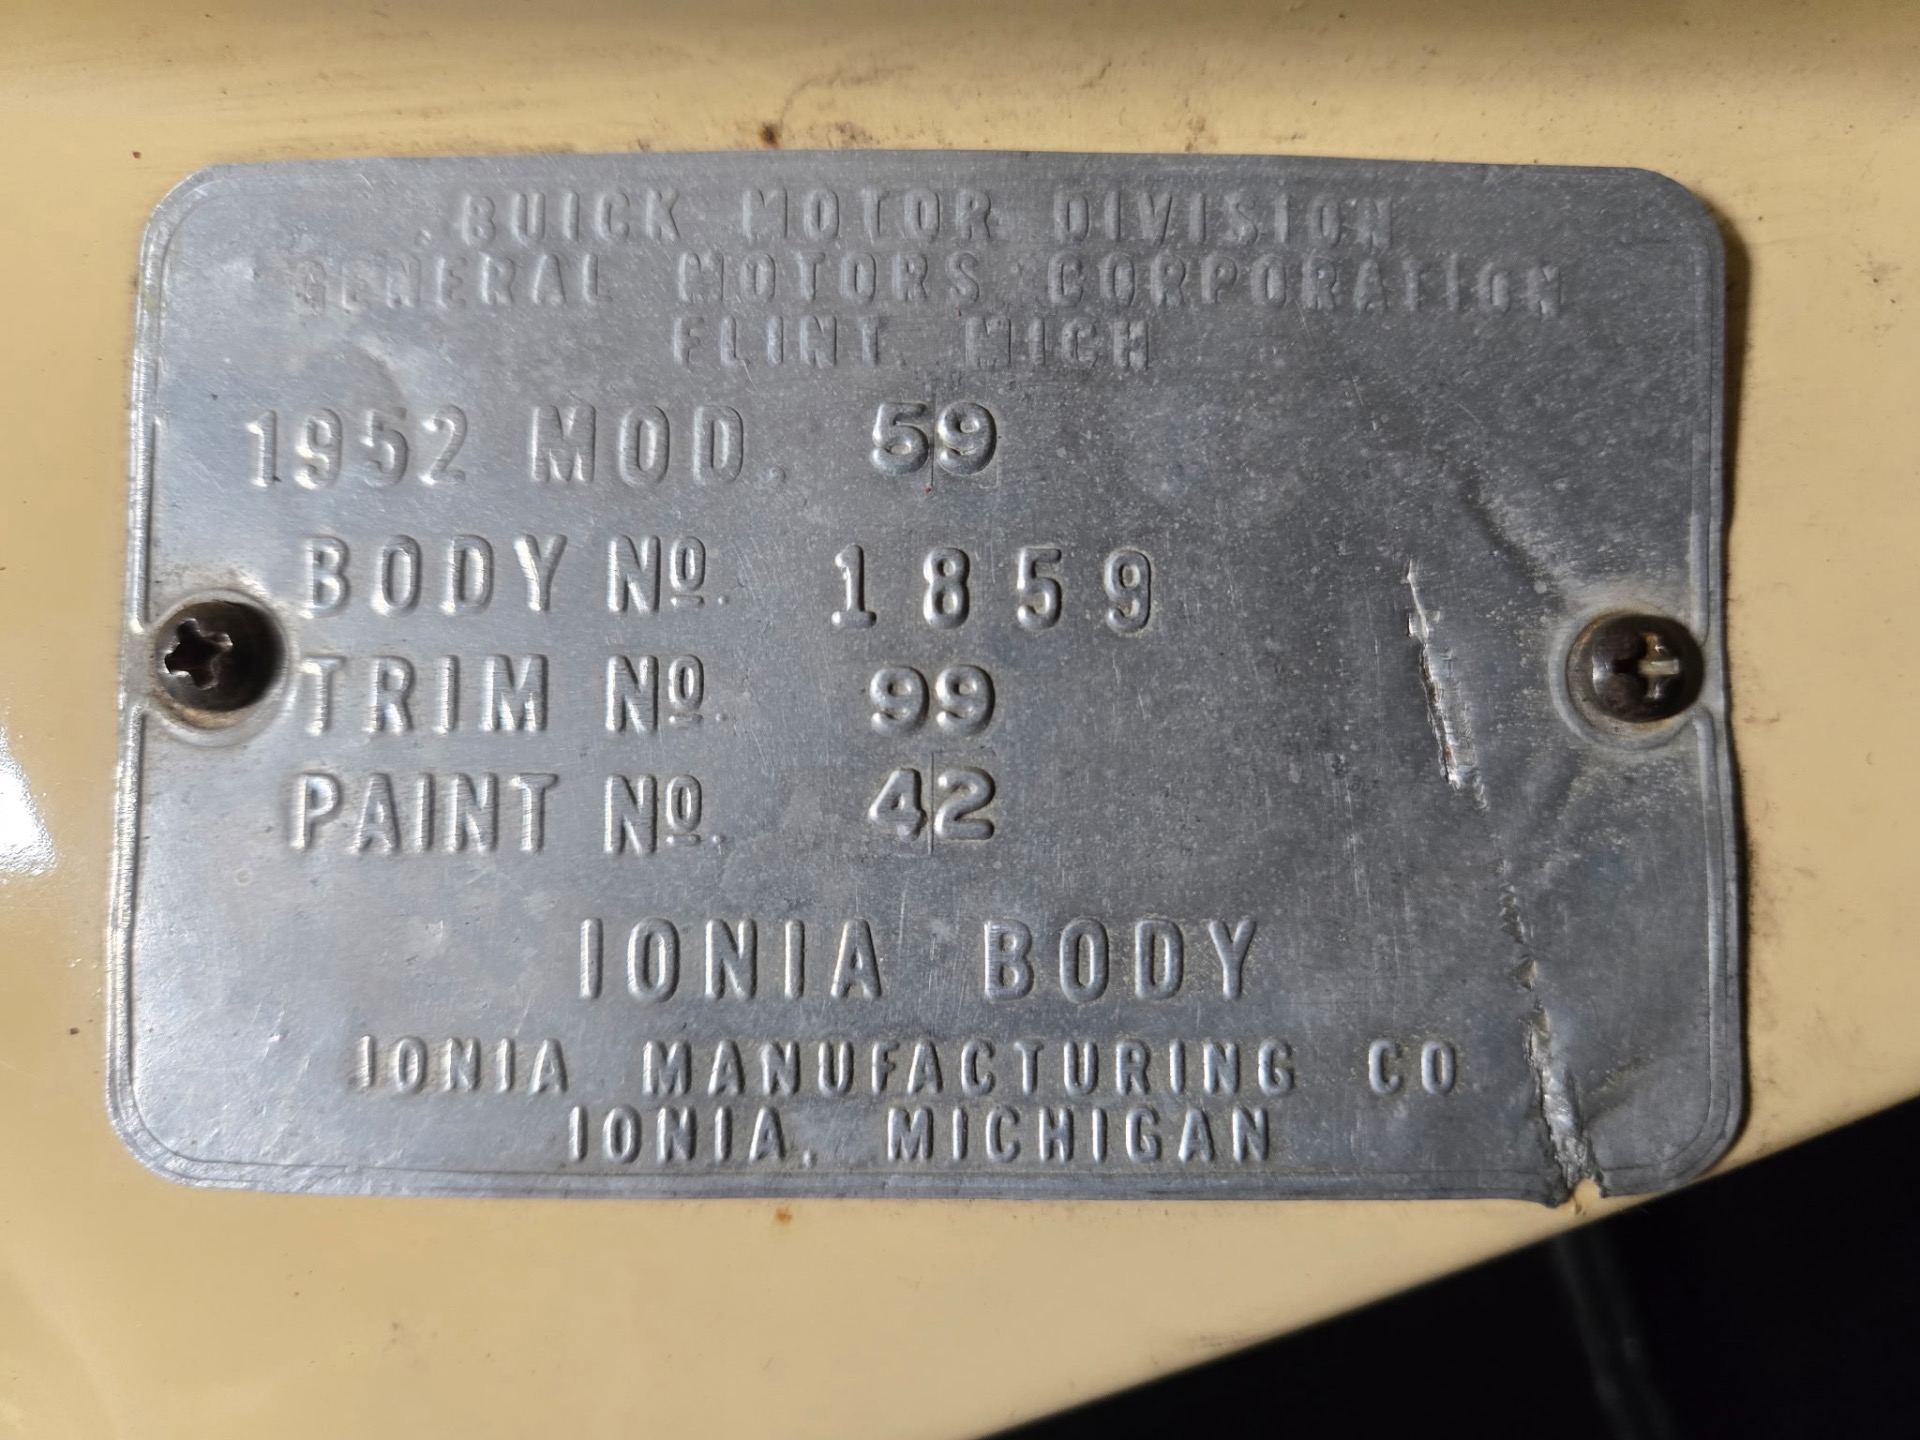 BUICK MOTOR DIVISION
GENERAL MOTORS CORPORATION
FLINT, MICH
1952 MOD. 59
BODY Nº. 1859
TRIM Nº. 99
PAINT Nº. 42
IONIA BODY
IONIA MANUFACTURING CO
IONIA, MICHIGAN